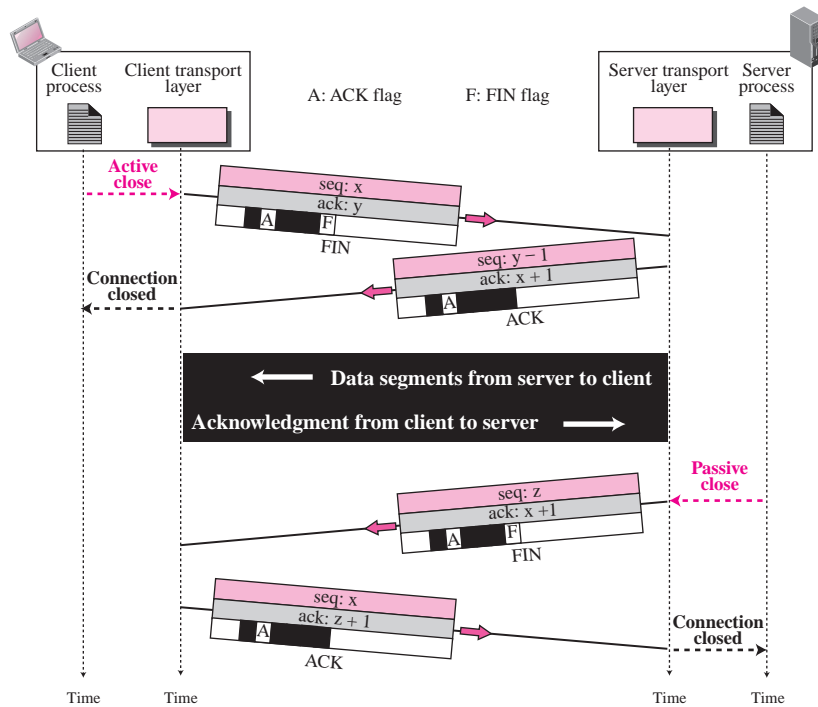 Client
process
Client transport
layer
A: ACK flag
F: FIN flag
Server transport
layer
Server
process
Active
close
seq: x
ack: y
A
F
FIN
seq: y − 1
ack: x + 1
A
ACK
Connection
closed
Data segments from server to client
Acknowledgment from client to server
Passive
close
seq: z
ack: x +1
A
F
FIN
seq: x
ack: z + 1
A
ACK
Connection
closed
Time
Time
Time
Time